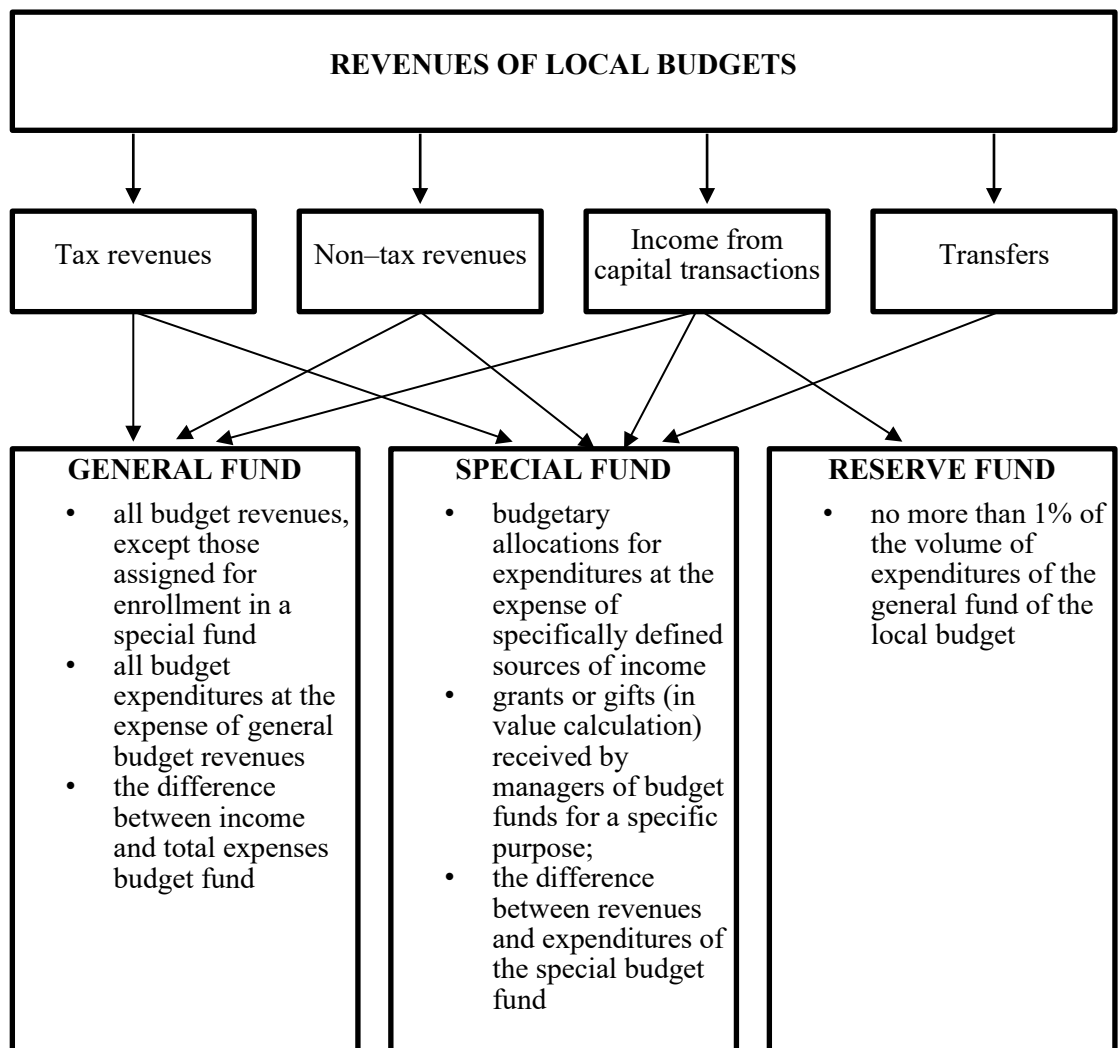 REVENUES OF LOCAL BUDGETS
Tax revenues
Non–tax revenues
Income from
capital transactions
Transfers
GENERAL FUND
• all budget revenues,
except those
assigned for
enrollment in a
special fund
• all budget
expenditures at the
expense of general
budget revenues
• the difference
between income
and total expenses
budget fund
SPECIAL FUND
• budgetary
allocations for
expenditures at the
expense of
specifically defined
sources of income
• grants or gifts (in
value calculation)
received by
managers of budget
funds for a specific
purpose;
• the difference
between revenues
and expenditures of
the special budget
fund
RESERVE FUND
• no more than 1% of
the volume of
expenditures of the
general fund of the
local budget